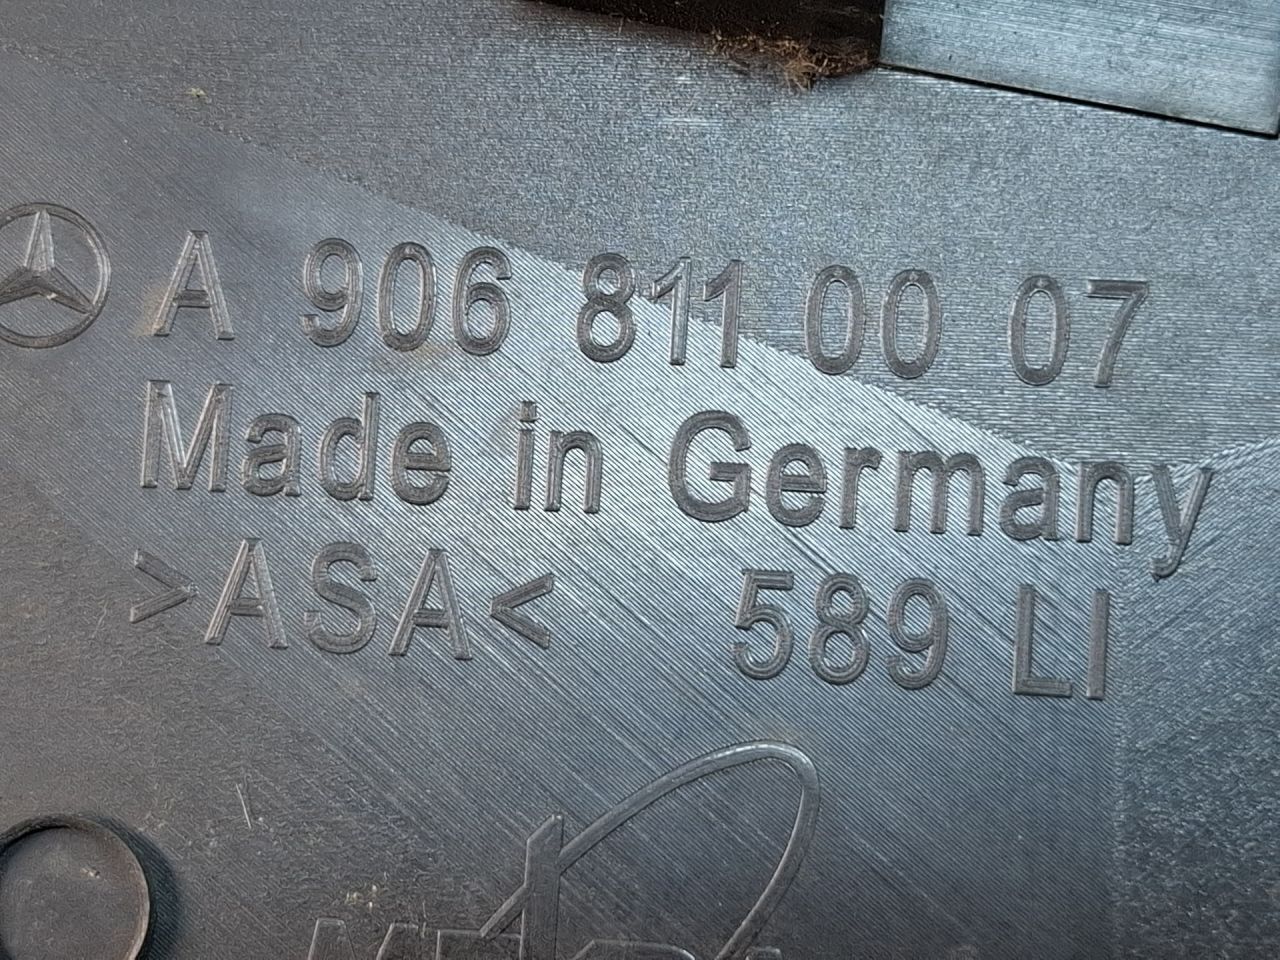 A 906 811 00 07
Made in Germany
>ASA< 589 LI